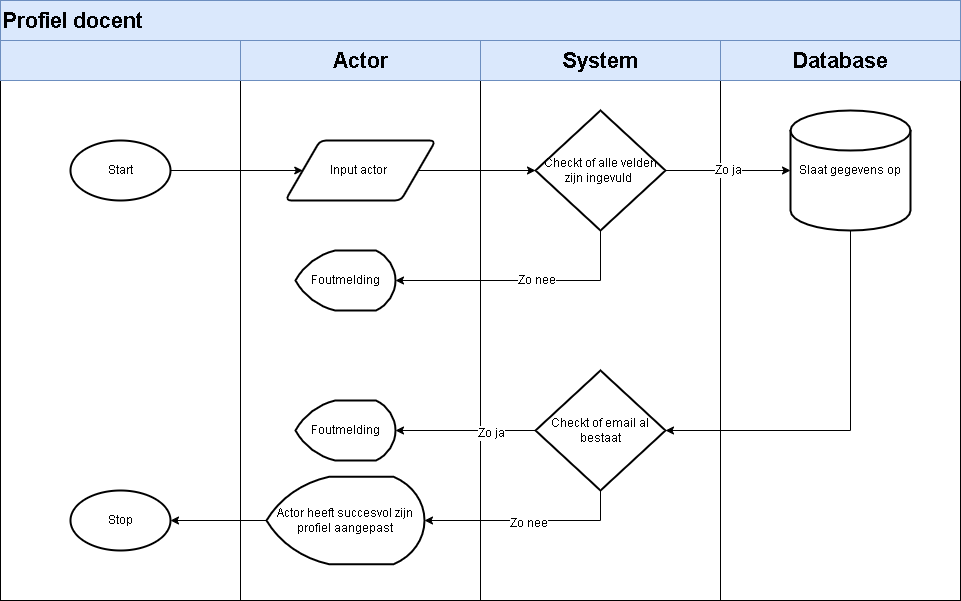 Profiel docent
Actor
System
Database
Start
Input actor
Checkt of alle velden
zijn ingevuld
Zo ja
Slaat gegevens op
Foutmelding
Zo nee
Foutmelding
Zo ja
Checkt of email al
bestaat
Stop
Actor heeft succesvol zijn
profiel aangepast
Zo nee